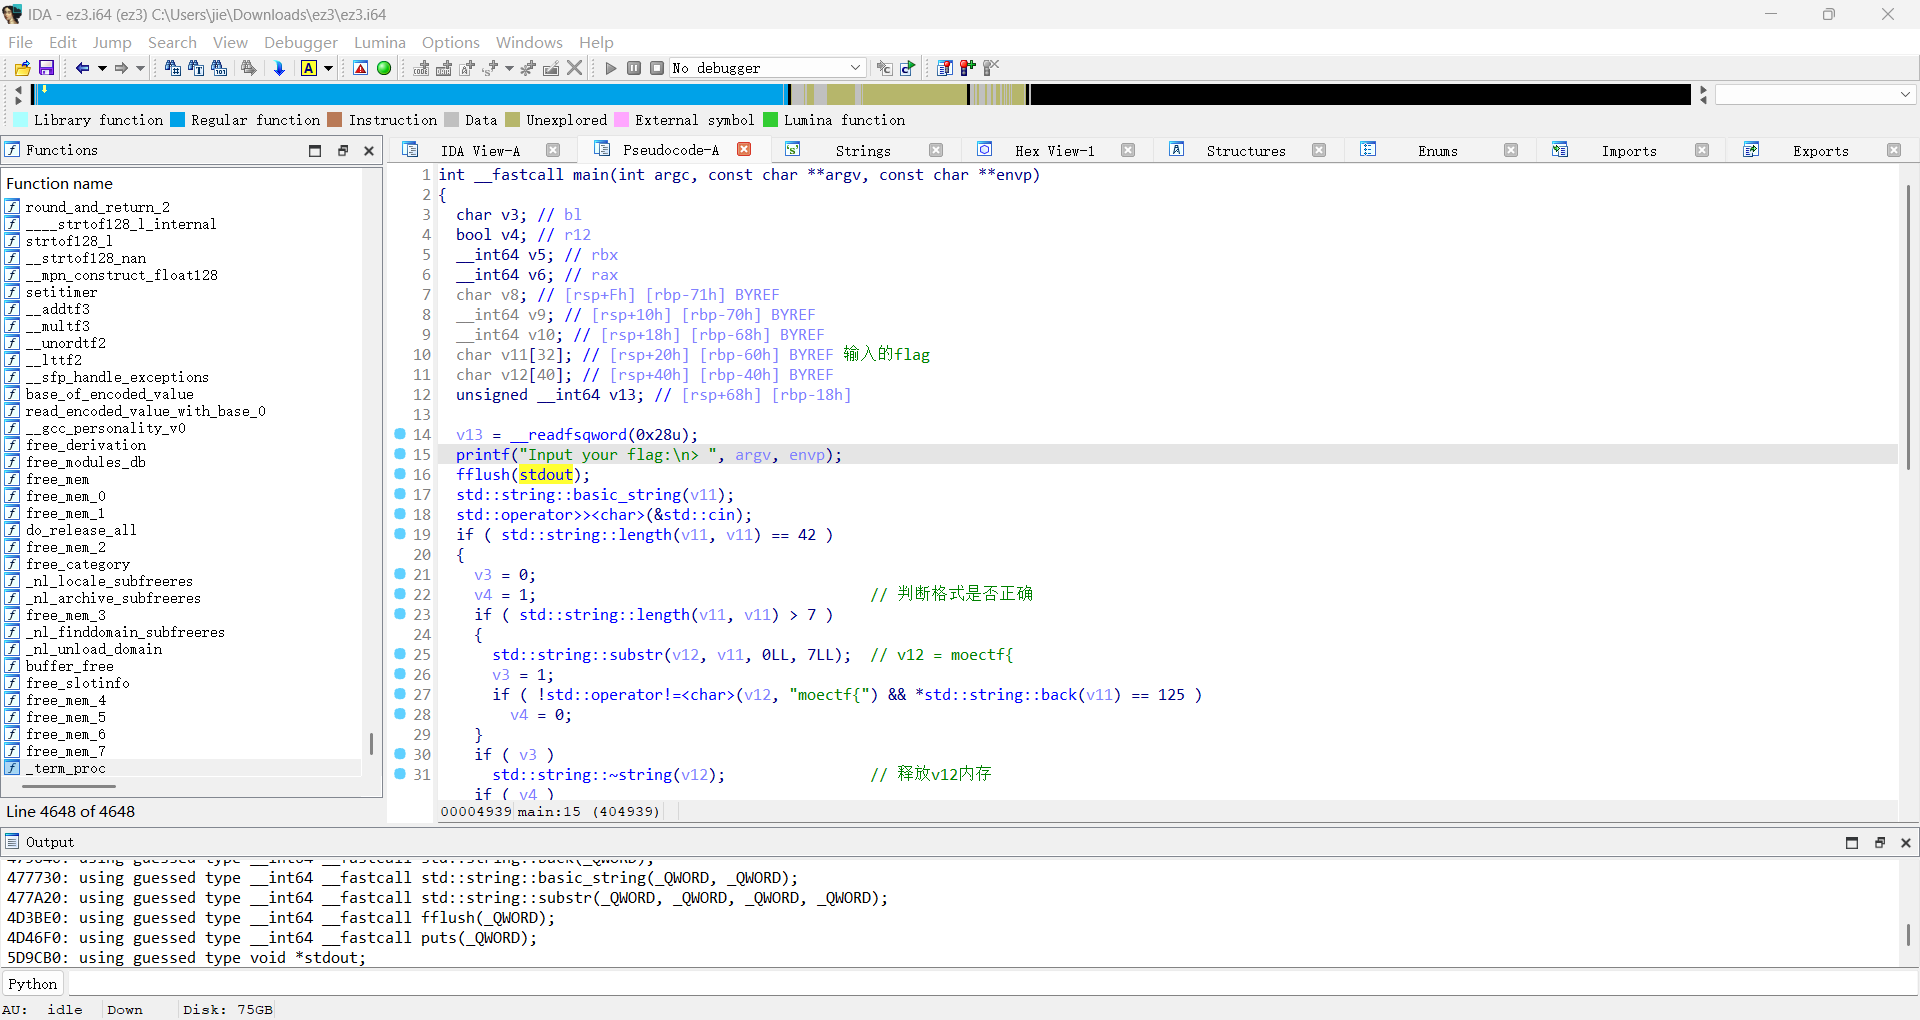 IDA - ez3.i64 (ez3) C:\Users\jie\Downloads\ez3\ez3.i64
File Edit Jump Search View Debugger Lumina Options Windows Help
No debugger
Library function Regular function Instruction Data Unexplored External symbol Lumina function
Functions
Function name
round_and_return_2
____strtof128_l_internal
strtof128_l
__strtof128_nan
__mpn_construct_float128
setitimer
__addtf3
__multf3
__unordtf2
__lttf2
__sfp_handle_exceptions
base_of_encoded_value
read_encoded_value_with_base_0
__gcc_personality_v0
free_derivation
free_modules_db
free_mem
free_mem_0
free_mem_1
do_release_all
free_mem_2
free_category
_nl_locale_subfreeres
_nl_archive_subfreeres
free_mem_3
_nl_finddomain_subfreeres
_nl_unload_domain
buffer_free
free_slotinfo
free_mem_4
free_mem_5
free_mem_6
free_mem_7
_term_proc
Line 4648 of 4648
IDA View-A Pseudocode-A Strings Hex View-1 Structures Enums Imports Exports
1 int __fastcall main(int argc, const char **argv, const char **envp)
2 {
3 char v3; // bl
4 bool v4; // r12
5 __int64 v5; // rbx
6 __int64 v6; // rax
7 char v8; // [rsp+Fh] [rbp-71h] BYREF
8 __int64 v9; // [rsp+10h] [rbp-70h] BYREF
9 __int64 v10; // [rsp+18h] [rbp-68h] BYREF
10 char v11[32]; // [rsp+20h] [rbp-60h] BYREF 输入的flag
11 char v12[40]; // [rsp+40h] [rbp-40h] BYREF
12 unsigned __int64 v13; // [rsp+68h] [rbp-18h]
13
14 v13 = __readfsqword(0x28u);
15 printf("Input your flag:\n> ", argv, envp);
16 fflush(stdout);
17 std::string::basic_string(v11);
18 std::operator>><char>(&std::cin);
19 if ( std::string::length(v11, v11) == 42 )
20 {
21 v3 = 0;
22 v4 = 1; // 判断格式是否正确
23 if ( std::string::length(v11, v11) > 7 )
24 {
25 std::string::substr(v12, v11, 0LL, 7LL); // v12 = moectf{
26 v3 = 1;
27 if ( !std::operator!=<char>(v12, "moectf{") && *std::string::back(v11) == 125 )
28 v4 = 0;
29 }
30 if ( v3 )
31 std::string::~string(v12); // 释放v12内存
if ( v4 )
00004939 main:15 (404939)
Output
479040: using guessed type __int64 __fastcall std::string::back(_QWORD);
477730: using guessed type __int64 __fastcall std::string::basic_string(_QWORD, _QWORD);
477A20: using guessed type __int64 __fastcall std::string::substr(_QWORD, _QWORD, _QWORD, _QWORD);
4D3BE0: using guessed type __int64 __fastcall fflush(_QWORD);
4D46F0: using guessed type __int64 __fastcall puts(_QWORD);
5D9CB0: using guessed type void *stdout;
Python
AU: idle Down Disk: 75GB